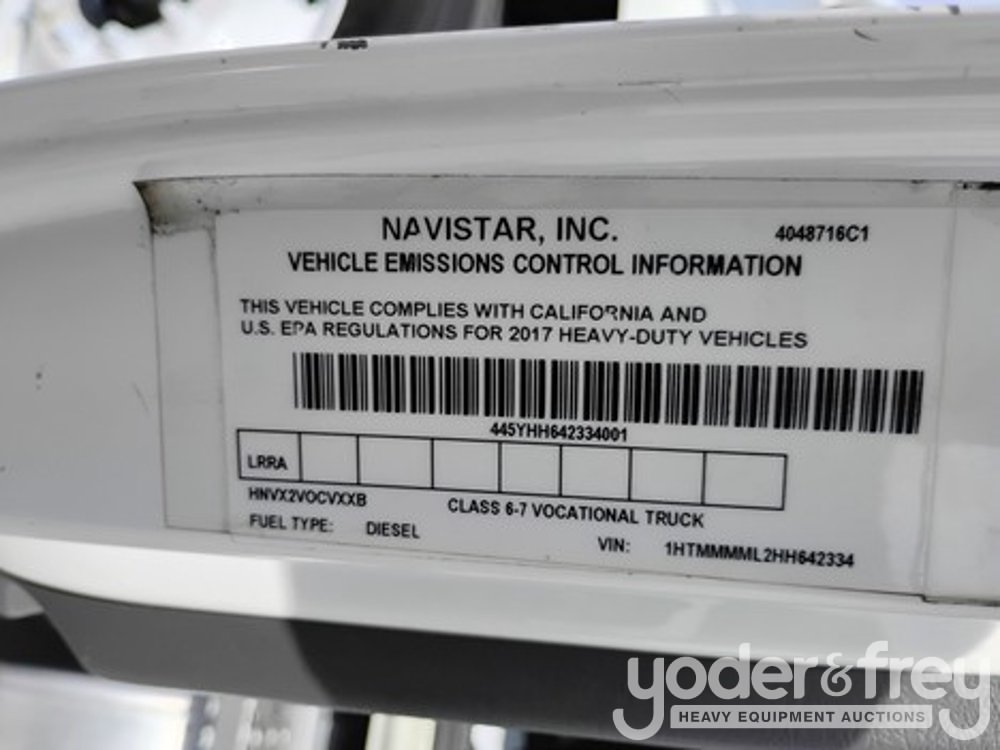 NAVISTAR, INC.
4048716C1
VEHICLE EMISSIONS CONTROL INFORMATION
THIS VEHICLE COMPLIES WITH CALIFORNIA AND
U.S. EPA REGULATIONS FOR 2017 HEAVY-DUTY VEHICLES
445YHH642334001
LRRA
HNVX2VOCVXXB
CLASS 6-7 VOCATIONAL TRUCK
FUEL TYPE: DIESEL
VIN: 1HTMMMML2HH642334
yoder&frey
HEAVY EQUIPMENT AUCTIONS